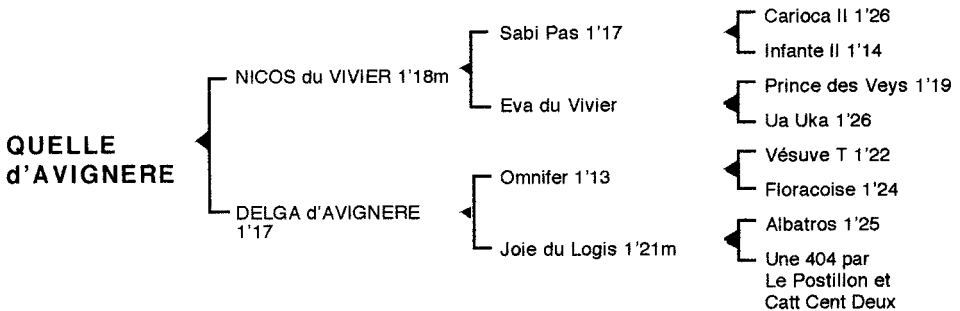 Carioca II 1'26
Sabi Pas 1'17
Infante II 1'14
NICOS du VIVIER 1'18m
Prince des Veys 1'19
Eva du Vivier
Ua Uka 1'26
QUELLE
d'AVIGNERE
Vésuve T 1'22
Omnifer 1'13
Floracoise 1'24
DELGA d'AVIGNERE
1'17
Albatros 1'25
Joie du Logis 1'21m
Une 404 par
Le Postillon et
Catt Cent Deux